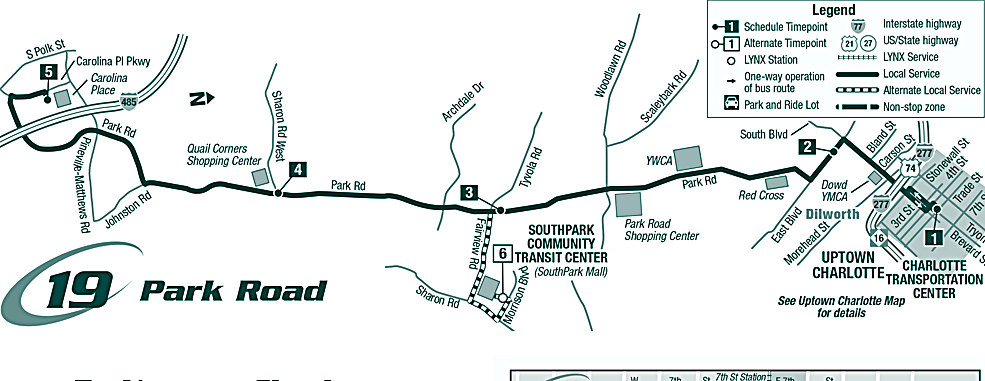 Legend
1 Schedule Timepoint
1 Alternate Timepoint
LYNX Station
One-way operation
of bus route
Park and Ride Lot
77 Interstate highway
21 27 US/State highway
LYNX Service
Local Service
Alternate Local Service
Non-stop zone
S Polk St
5
Carolina Pl Pkwy
Carolina
Place
485
N
Park Rd
Pineville-Matthews Rd
Johnston Rd
Quail Corners
Shopping Center
Sharon Rd West
4
Park Rd
Archdale Dr
3
Tyvola Rd
Fairview Rd
SOUTHPARK
COMMUNITY
TRANSIT CENTER
(SouthPark Mall)
6
Sharon Rd
Morrison Blvd
Woodlawn Rd
Scaleybark Rd
YWCA
Park Rd
Park Road
Shopping Center
Red Cross
South Blvd
2
East Blvd
Bland St
Carson St
277
74
Stonewall St
4th St
Trade St
7th S
Dowd
YMCA
Dilworth
277
3rd St
Morehead St
16
1
Tryon
Brevard S
UPTOWN
CHARLOTTE
CHARLOTTE
TRANSPORTATION
CENTER
See Uptown Charlotte Map
for details
19 Park Road
7th St Station
7th
St
St